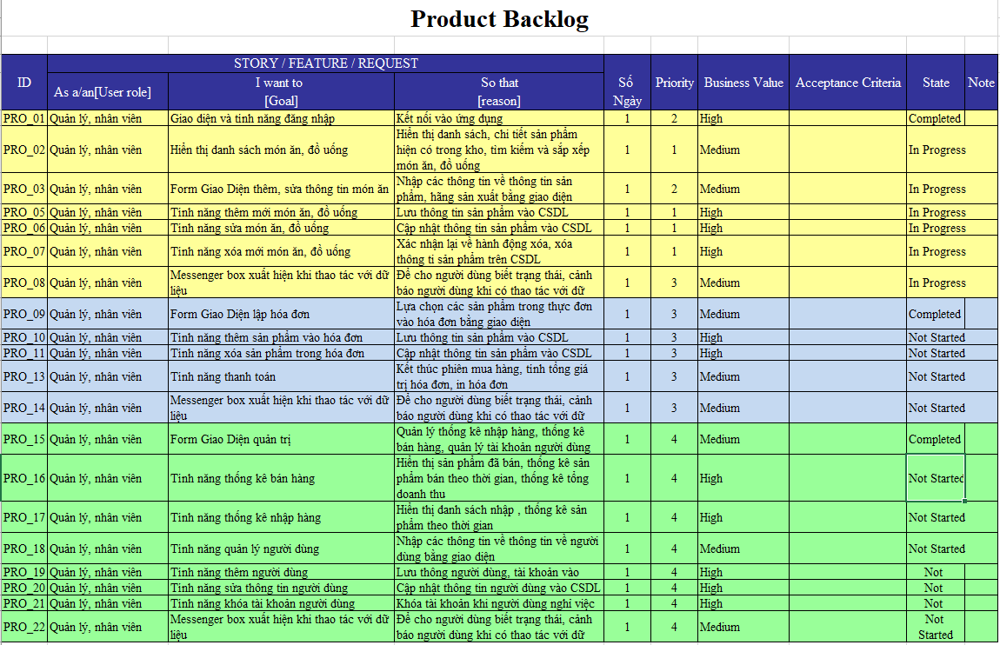 Product Backlog
ID
STORY / FEATURE / REQUEST
As a/an[User role]
I want to
[Goal]
So that
[reason]
Số
Ngày
Priority
Business Value
Acceptance Criteria
State
Note
PRO_01 Quản lý, nhân viên Giao diện và tính năng đăng nhập Kết nối vào ứng dụng 1 2 High Completed
PRO_02 Quản lý, nhân viên Hiển thị danh sách món ăn, đồ uống
Hiển thị danh sách, chi tiết sản phẩm
hiện có trong kho, tìm kiếm và sắp xếp
món ăn, đồ uống
1 1 Medium In Progress
PRO_03 Quản lý, nhân viên Form Giao Diện thêm, sửa thông tin món ăn
Nhập các thông tin về thông tin sản
phẩm, hãng sản xuất bằng giao diện
1 2 Medium In Progress
PRO_05 Quản lý, nhân viên Tính năng thêm mới món ăn, đồ uống Lưu thông tin sản phẩm vào CSDL 1 1 High In Progress
PRO_06 Quản lý, nhân viên Tính năng sửa món ăn, đồ uống Cập nhật thông tin sản phẩm vào CSDL 1 1 High In Progress
PRO_07 Quản lý, nhân viên Tính năng xóa mới món ăn, đồ uống
Xác nhận lại về hành động xóa, xóa
thông ti sản phẩm trên CSDL
1 1 High In Progress
PRO_08 Quản lý, nhân viên
Messenger box xuất hiện khi thao tác với dữ
liệu
Để cho người dùng biết trạng thái, cảnh
báo người dùng khi có thao tác với dữ
1 3 Medium In Progress
PRO_09 Quản lý, nhân viên Form Giao Diện lập hóa đơn
Lựa chọn các sản phẩm trong thực đơn
vào hóa đơn bằng giao diện
1 3 Medium Completed
PRO_10 Quản lý, nhân viên Tính năng thêm sản phẩm vào hóa đơn Lưu thông tin sản phẩm vào CSDL 1 3 High Not Started
PRO_11 Quản lý, nhân viên Tính năng xóa sản phẩm trong hóa đơn Cập nhật thông tin sản phẩm vào CSDL 1 3 High Not Started
PRO_13 Quản lý, nhân viên Tính năng thanh toán
Kết thúc phiên mua hàng, tính tổng giá
trị hóa đơn, in hóa đơn
1 3 Medium Not Started
PRO_14 Quản lý, nhân viên
Messenger box xuất hiện khi thao tác với dữ
liệu
Để cho người dùng biết trạng thái, cảnh
báo người dùng khi có thao tác với dữ
1 3 Medium Not Started
PRO_15 Quản lý, nhân viên Form Giao Diện quản trị
Quản lý thống kê nhập hàng, thống kê
bán hàng, quản lý tài khoản người dùng
1 4 Medium Completed
PRO_16 Quản lý, nhân viên Tính năng thống kê bán hàng
Hiển thị sản phẩm đã bán, thống kê sản
phẩm bán theo thời gian, thống kê tổng
doanh thu
1 4 High Not Started
PRO_17 Quản lý, nhân viên Tính năng thống kê nhập hàng
Hiển thị danh sách nhập , thống kê sản
phẩm theo thời gian
1 4 High Not Started
PRO_18 Quản lý, nhân viên Tính năng quản lý người dùng
Nhập các thông tin về thông tin về người
dùng bằng giao diện
1 4 Medium Not Started
PRO_19 Quản lý, nhân viên Tính năng thêm người dùng Lưu thông người dùng, tài khoản vào 1 4 High Not
PRO_20 Quản lý, nhân viên Tính năng sửa thông tin người dùng Cập nhật thông tin người dùng vào CSDL 1 4 High Not
PRO_21 Quản lý, nhân viên Tính năng khóa tài khoản người dùng Khóa tài khoản khi người dùng nghỉ việc 1 4 High Not
PRO_22 Quản lý, nhân viên
Messenger box xuất hiện khi thao tác với dữ
liệu
Để cho người dùng biết trạng thái, cảnh
báo người dùng khi có thao tác với dữ
1 4 Medium
Not
Started